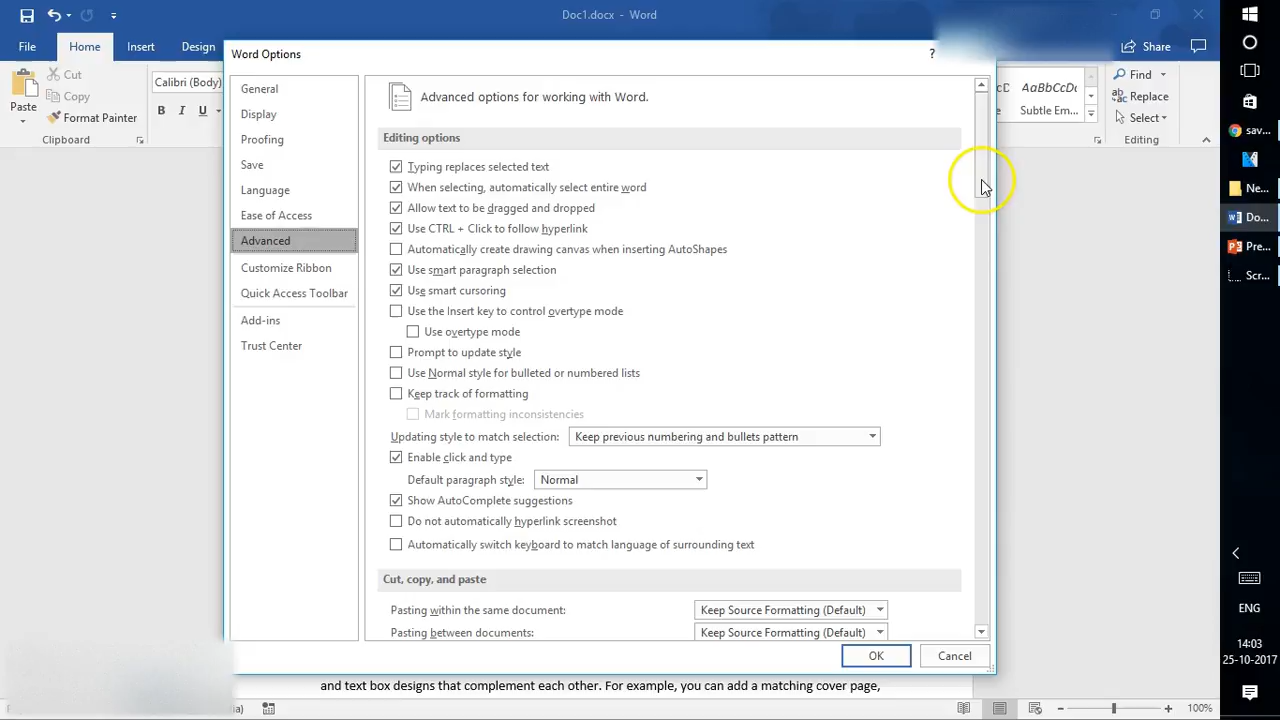 Doc1.docx - Word
File Home Insert Design
Share
Cut
Copy
Format Painter
Paste
Clipboard
Calibri (Body)
B I U
AaBbCcDc
Subtle Em...
Find
Replace
Select
Editing
Word Options
?
General
Display
Proofing
Save
Language
Ease of Access
Advanced
Customize Ribbon
Quick Access Toolbar
Add-ins
Trust Center
Advanced options for working with Word.
Editing options
Typing replaces selected text
When selecting, automatically select entire word
Allow text to be dragged and dropped
Use CTRL + Click to follow hyperlink
Automatically create drawing canvas when inserting AutoShapes
Use smart paragraph selection
Use smart cursoring
Use the Insert key to control overtype mode
Use overtype mode
Prompt to update style
Use Normal style for bulleted or numbered lists
Keep track of formatting
Mark formatting inconsistencies
Updating style to match selection: Keep previous numbering and bullets pattern
Enable click and type
Default paragraph style: Normal
Show AutoComplete suggestions
Do not automatically hyperlink screenshot
Automatically switch keyboard to match language of surrounding text
Cut, copy, and paste
Pasting within the same document: Keep Source Formatting (Default)
Pasting between documents: Keep Source Formatting (Default)
OK Cancel
and text box designs that complement each other. For example, you can add a matching cover page,
100%
sav...
Ne...
Do...
Pre...
Scr...
ENG
14:03
25-10-2017